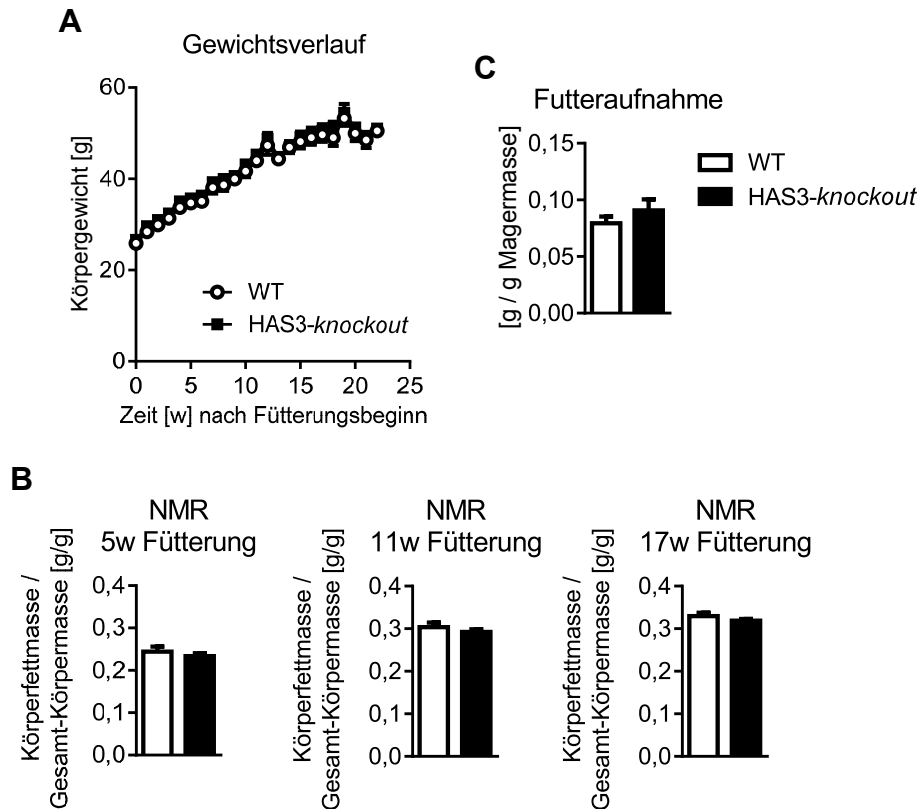 A
Gewichtsverlauf
Körpergewicht [g]
60
40
20
0
0 5 10 15 20 25
Zeit [w] nach Fütterungsbeginn
WT
HAS3-knockout
C
Futteraufnahme
[g / g Magermasse]
0,15
0,10
0,05
0,00
WT
HAS3-knockout
B
NMR
5w Fütterung
Körperfettmasse /
Gesamt-Körpermasse [g/g]
0,4
0,3
0,2
0,1
0,0
NMR
11w Fütterung
Körperfettmasse /
Gesamt-Körpermasse [g/g]
0,4
0,3
0,2
0,1
0,0
NMR
17w Fütterung
Körperfettmasse /
Gesamt-Körpermasse [g/g]
0,4
0,3
0,2
0,1
0,0